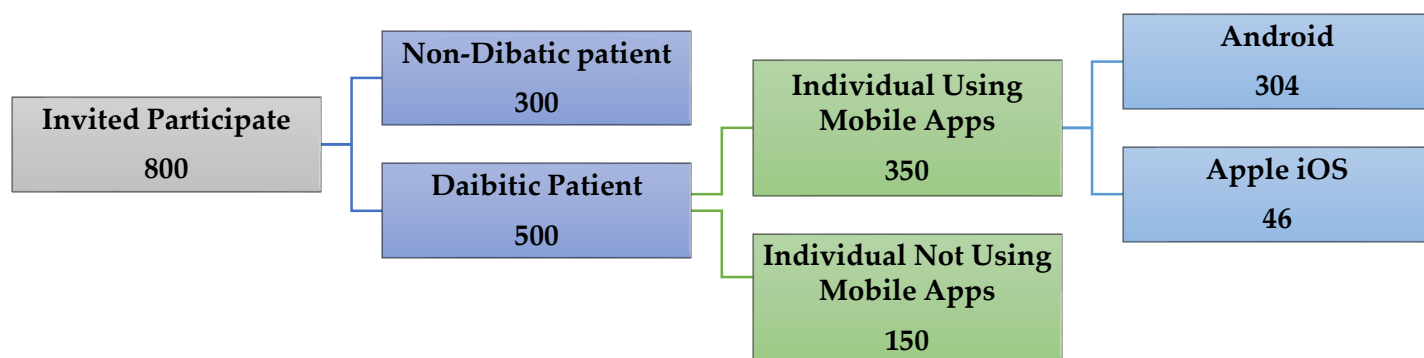 Invited Participate
800
Non-Dibatic patient
300
Daibitic Patient
500
Individual Using
Mobile Apps
350
Individual Not Using
Mobile Apps
150
Android
304
Apple iOS
46